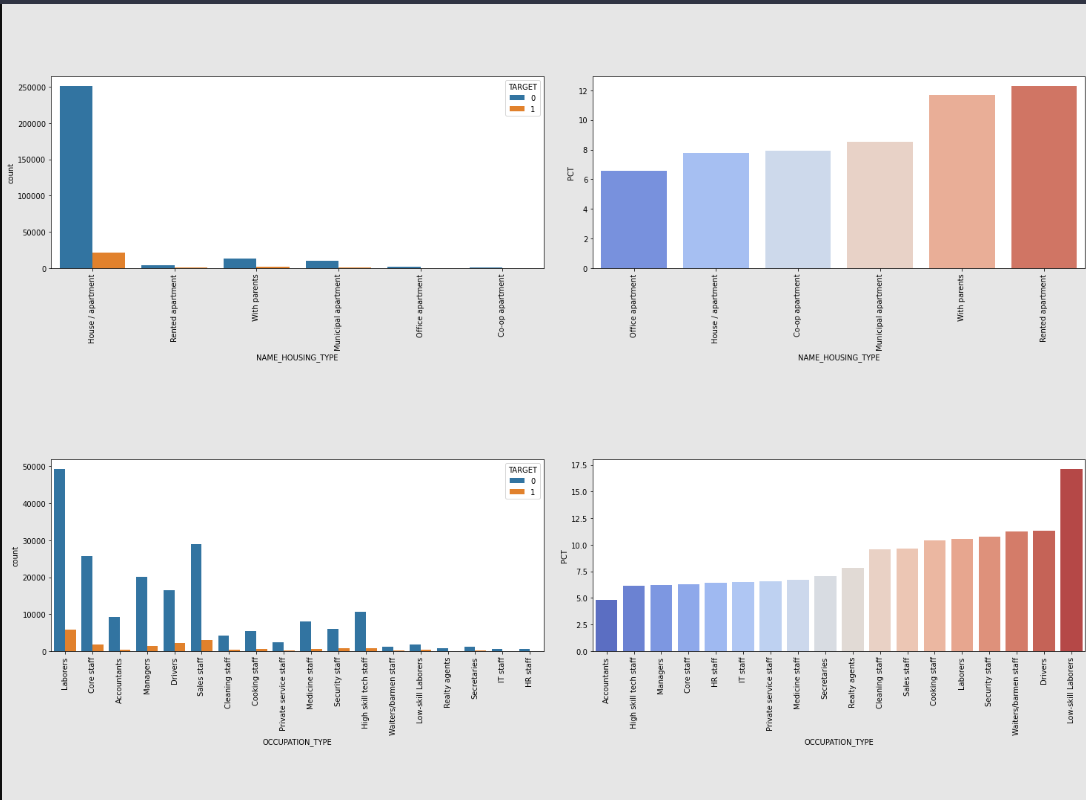 250000
200000
150000
100000
50000
0
count
TARGET
0
1
House / apartment
Rented apartment
With parents
Municipal apartment
Office apartment
Co-op apartment
NAME_HOUSING_TYPE
12
10
8
6
4
2
0
PCT
Office apartment
House / apartment
Co-op apartment
Municipal apartment
With parents
Rented apartment
NAME_HOUSING_TYPE
50000
40000
30000
20000
10000
0
count
TARGET
0
1
Laborers
Core staff
Accountants
Managers
Drivers
Sales staff
Cleaning staff
Cooking staff
Private service staff
Medicine staff
Security staff
High skill tech staff
Waiters/barmen staff
Low-skill Laborers
Realty agents
Secretaries
IT staff
HR staff
OCCUPATION_TYPE
17.5
15.0
12.5
10.0
7.5
5.0
2.5
0.0
PCT
Accountants
High skill tech staff
Managers
Core staff
HR staff
IT staff
Private service staff
Medicine staff
Secretaries
Realty agents
Cleaning staff
Sales staff
Cooking staff
Laborers
Security staff
Waiters/barmen staff
Drivers
Low-skill Laborers
OCCUPATION_TYPE